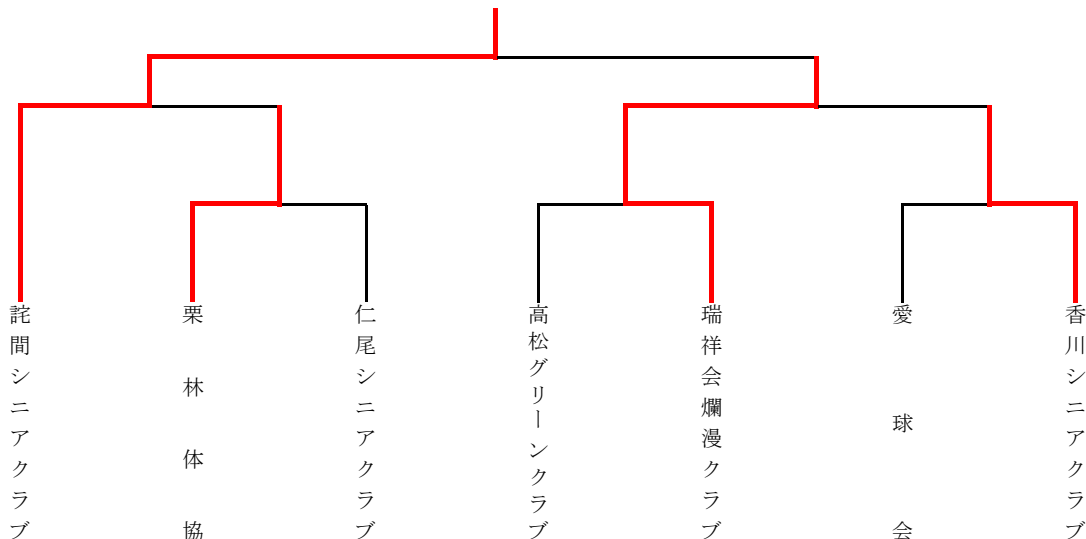 詫間シニアクラブ
栗林体協
仁尾シニアクラブ
高松グリーンクラブ
瑞祥会爛漫クラブ
愛球会
香川シニアクラブ